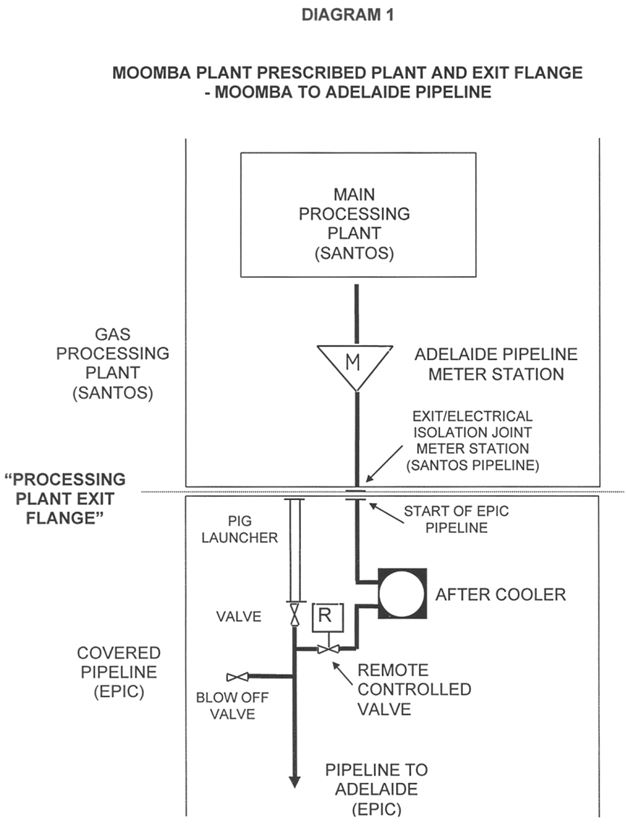 DIAGRAM 1
MOOMBA PLANT PRESCRIBED PLANT AND EXIT FLANGE
- MOOMBA TO ADELAIDE PIPELINE
MAIN
PROCESSING
PLANT
(SANTOS)
GAS
PROCESSING
PLANT
(SANTOS)
M
ADELAIDE PIPELINE
METER STATION
EXIT/ELECTRICAL
ISOLATION JOINT
METER STATION
(SANTOS PIPELINE)
“PROCESSING
PLANT EXIT
FLANGE”
START OF EPIC
PIPELINE
PIG
LAUNCHER
AFTER COOLER
VALVE
R
COVERED
PIPELINE
(EPIC)
BLOW OFF
VALVE
REMOTE
CONTROLLED
VALVE
PIPELINE TO
ADELAIDE
(EPIC)